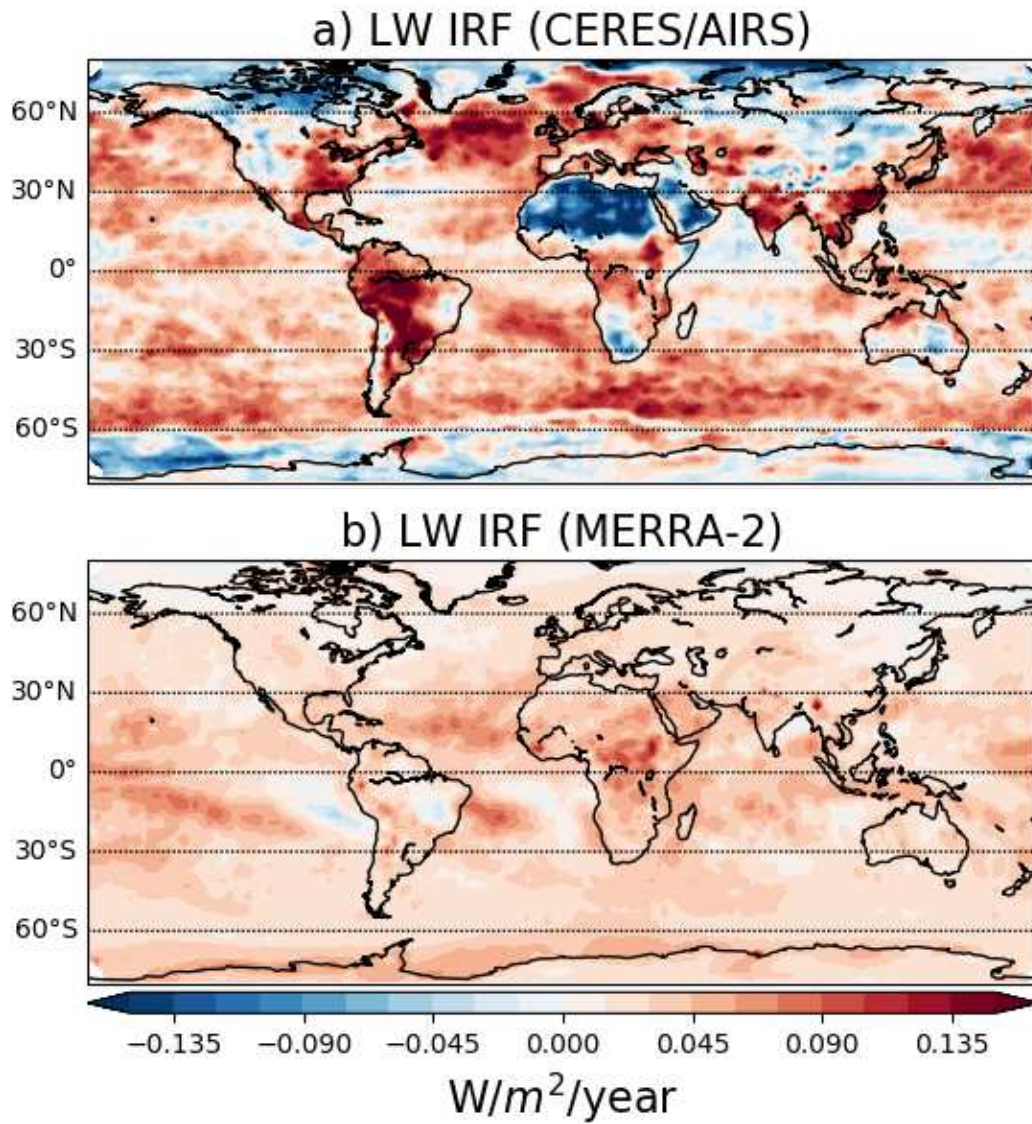 a) LW IRF (CERES/AIRS)
60°N
30°N
0°
30°S
60°S
b) LW IRF (MERRA-2)
60°N
30°N
0°
30°S
60°S
−0.135 −0.090 −0.045 0.000 0.045 0.090 0.135
W/m²/year